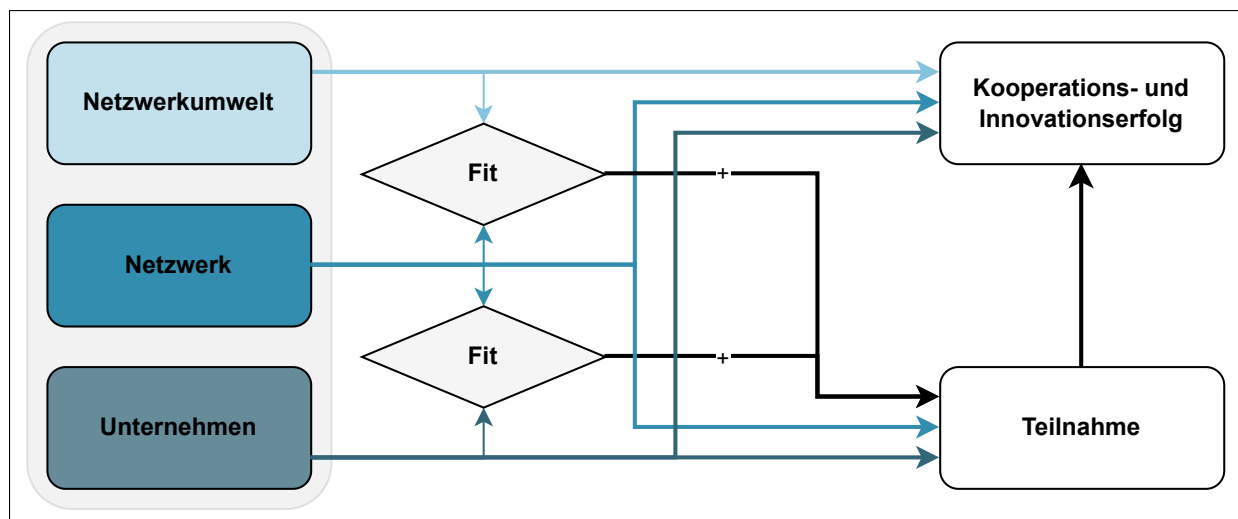 Netzwerkumwelt
Kooperations- und
Innovationserfolg
Fit
+
Netzwerk
Fit
+
Unternehmen
Teilnahme